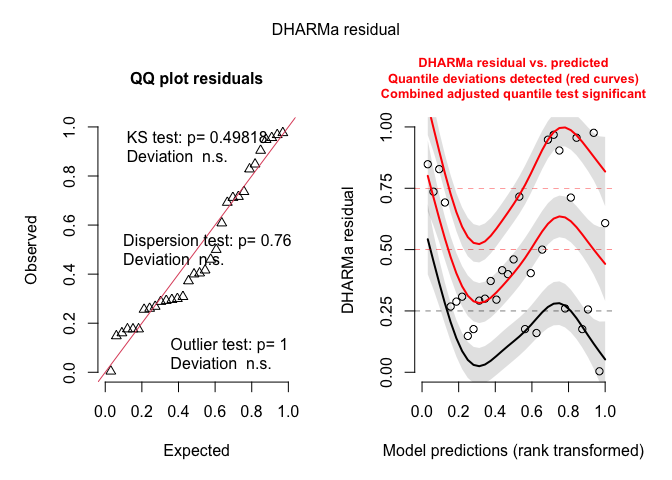 DHARMa residual
QQ plot residuals
KS test: p= 0.49818
Deviation n.s.
Dispersion test: p= 0.76
Deviation n.s.
Outlier test: p= 1
Deviation n.s.
Observed
0.0 0.2 0.4 0.6 0.8 1.0
0.0 0.2 0.4 0.6 0.8 1.0
Expected
DHARMa residual vs. predicted
Quantile deviations detected (red curves)
Combined adjusted quantile test significant
DHARMa residual
0.00 0.25 0.50 0.75 1.00
0.0 0.2 0.4 0.6 0.8 1.0
Model predictions (rank transformed)